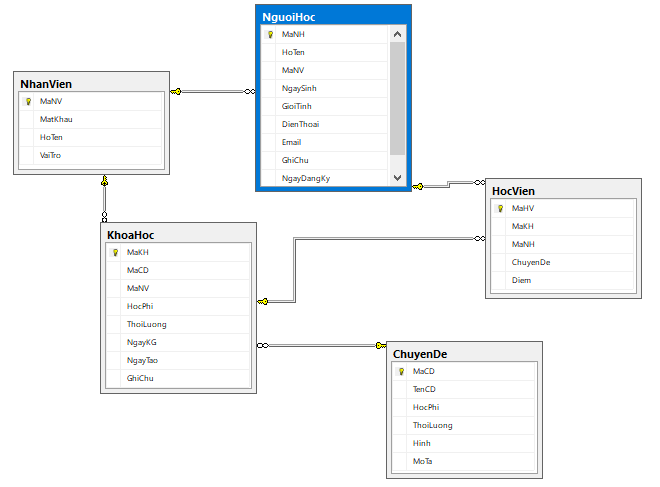 NguoiHoc
MaNH
HoTen
MaNV
NgaySinh
GioiTinh
DienThoai
Email
GhiChu
NgayDangKy
NhanVien
MaNV
MatKhau
HoTen
VaiTro
HocVien
MaHV
MaKH
MaNH
ChuyenDe
Diem
KhoaHoc
MaKH
MaCD
MaNV
HocPhi
ThoiLuong
NgayKG
NgayTao
GhiChu
ChuyenDe
MaCD
TenCD
HocPhi
ThoiLuong
Hinh
MoTa